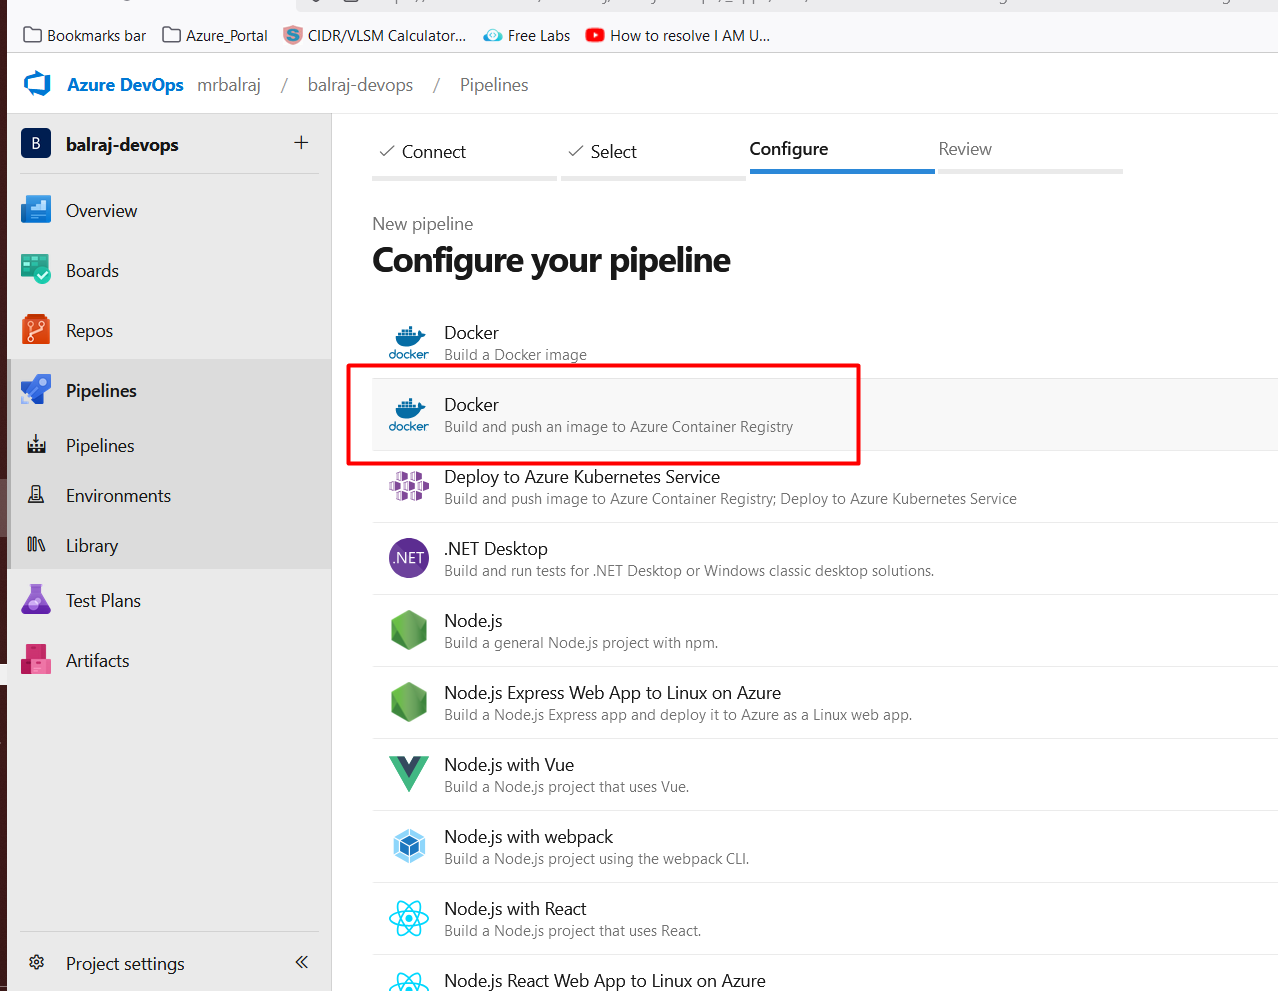 Bookmarks bar Azure_Portal CIDR/VLSM Calculator... Free Labs How to resolve I AM U...
Azure DevOps mrbalraj / balraj-devops / Pipelines
B balraj-devops +
Overview
Boards
Repos
Pipelines
Pipelines
Environments
Library
Test Plans
Artifacts
Project settings
Connect Select Configure Review
New pipeline
Configure your pipeline
docker Docker
Build a Docker image
docker Docker
Build and push an image to Azure Container Registry
Deploy to Azure Kubernetes Service
Build and push image to Azure Container Registry; Deploy to Azure Kubernetes Service
.NET .NET Desktop
Build and run tests for .NET Desktop or Windows classic desktop solutions.
Node.js
Build a general Node.js project with npm.
Node.js Express Web App to Linux on Azure
Build a Node.js Express app and deploy it to Azure as a Linux web app.
Node.js with Vue
Build a Node.js project that uses Vue.
Node.js with webpack
Build a Node.js project using the webpack CLI.
Node.js with React
Build a Node.js project that uses React.
Node.js React Web App to Linux on Azure